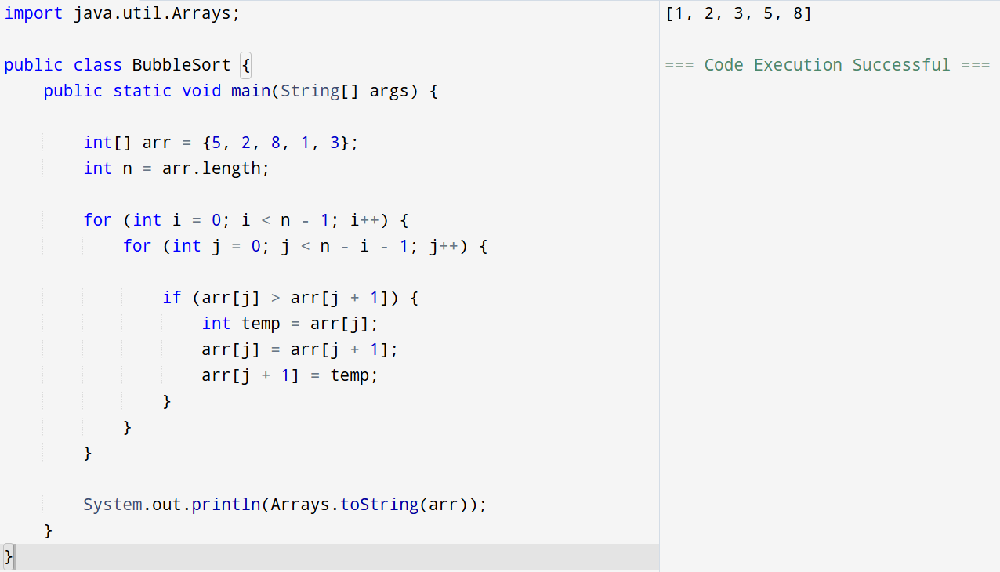 import java.util.Arrays;
public class BubbleSort {
public static void main(String[] args) {
int[] arr = {5, 2, 8, 1, 3};
int n = arr.length;
for (int i = 0; i < n - 1; i++) {
for (int j = 0; j < n - i - 1; j++) {
if (arr[j] > arr[j + 1]) {
int temp = arr[j];
arr[j] = arr[j + 1];
arr[j + 1] = temp;
}
}
}
System.out.println(Arrays.toString(arr));
}
}
[1, 2, 3, 5, 8]
=== Code Execution Successful ===